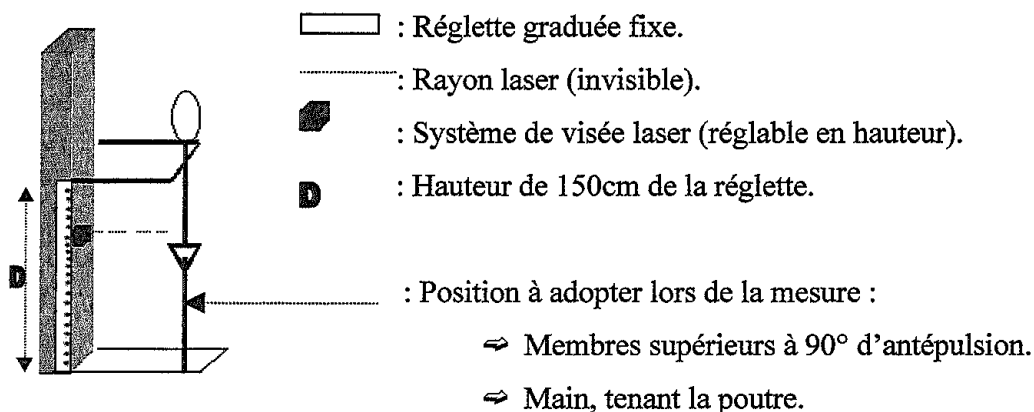 : Réglette graduée fixe.
: Rayon laser (invisible).
: Système de visée laser (réglable en hauteur).
D : Hauteur de 150cm de la réglette.
D
: Position à adopter lors de la mesure :
⇨ Membres supérieurs à 90° d'antépulsion.
⇨ Main, tenant la poutre.